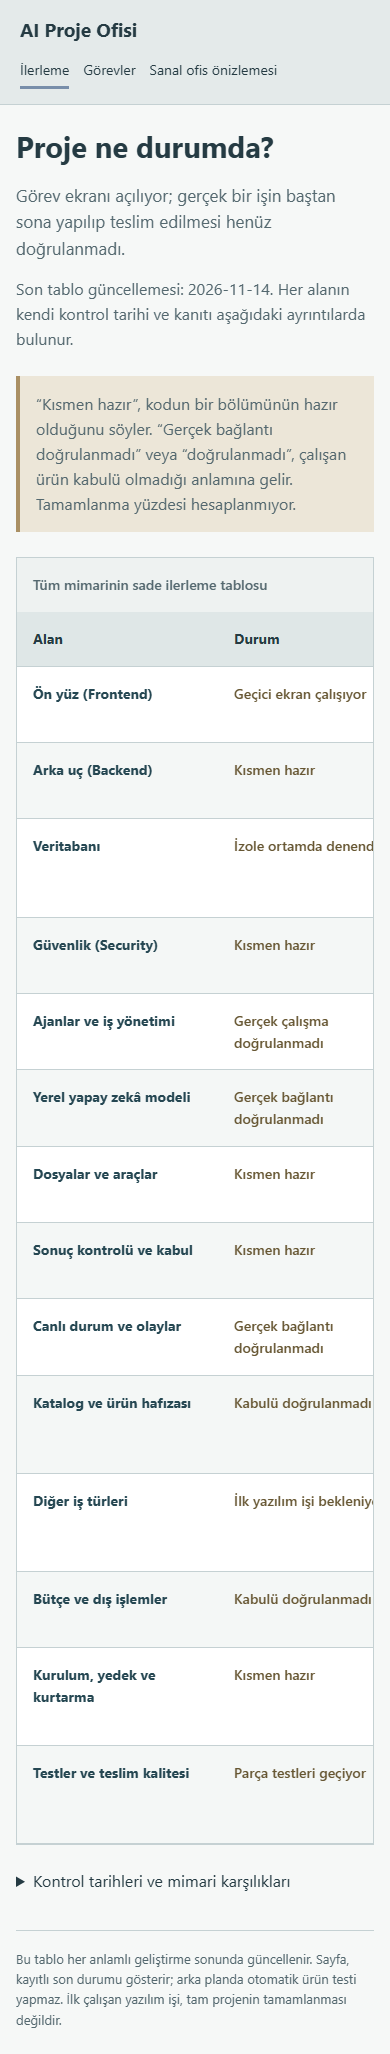 AI Proje Ofisi
İlerleme Görevler Sanal ofis önizlemesi
Proje ne durumda?
Görev ekranı açılıyor; gerçek bir işin baştan
sona yapılıp teslim edilmesi henüz
doğrulanmadı.
Son tablo güncellemesi: 2026-11-14. Her alanın
kendi kontrol tarihi ve kanıtı aşağıdaki ayrıntılarda
bulunur.
“Kısmen hazır”, kodun bir bölümünün hazır
olduğunu söyler. “Gerçek bağlantı
doğrulanmadı” veya “doğrulanmadı”, çalışan
ürün kabulü olmadığı anlamına gelir.
Tamamlanma yüzdesi hesaplanmıyor.
Tüm mimarinin sade ilerleme tablosu
Alan Durum
Ön yüz (Frontend) Geçici ekran çalışıyor
Arka uç (Backend) Kısmen hazır
Veritabanı İzole ortamda denend
Güvenlik (Security) Kısmen hazır
Ajanlar ve iş yönetimi Gerçek çalışma
doğrulanmadı
Yerel yapay zekâ modeli Gerçek bağlantı
doğrulanmadı
Dosyalar ve araçlar Kısmen hazır
Sonuç kontrolü ve kabul Kısmen hazır
Canlı durum ve olaylar Gerçek bağlantı
doğrulanmadı
Katalog ve ürün hafızası Kabulü doğrulanmadı
Diğer iş türleri İlk yazılım işi bekleniy
Bütçe ve dış işlemler Kabulü doğrulanmadı
Kurulum, yedek ve Kısmen hazır
kurtarma
Testler ve teslim kalitesi Parça testleri geçiyor
Kontrol tarihleri ve mimari karşılıkları
Bu tablo her anlamlı geliştirme sonunda güncellenir. Sayfa,
kayıtlı son durumu gösterir; arka planda otomatik ürün testi
yapmaz. İlk çalışan yazılım işi, tam projenin tamamlanması
değildir.